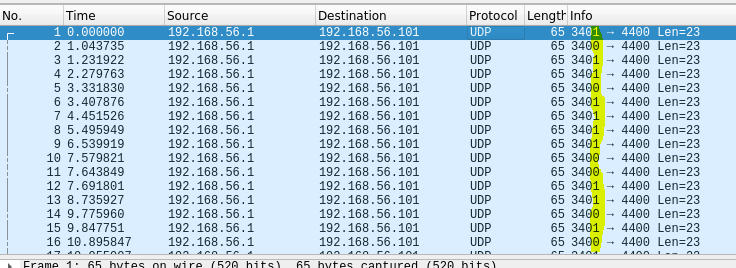 No. Time Source Destination Protocol Length Info
1 0.000000 192.168.56.1 192.168.56.101 UDP 65 3401 → 4400 Len=23
2 1.043735 192.168.56.1 192.168.56.101 UDP 65 3400 → 4400 Len=23
3 1.231922 192.168.56.1 192.168.56.101 UDP 65 3401 → 4400 Len=23
4 2.279763 192.168.56.1 192.168.56.101 UDP 65 3401 → 4400 Len=23
5 3.331830 192.168.56.1 192.168.56.101 UDP 65 3400 → 4400 Len=23
6 3.407876 192.168.56.1 192.168.56.101 UDP 65 3401 → 4400 Len=23
7 4.451526 192.168.56.1 192.168.56.101 UDP 65 3401 → 4400 Len=23
8 5.495949 192.168.56.1 192.168.56.101 UDP 65 3401 → 4400 Len=23
9 6.539919 192.168.56.1 192.168.56.101 UDP 65 3401 → 4400 Len=23
10 7.579821 192.168.56.1 192.168.56.101 UDP 65 3400 → 4400 Len=23
11 7.643849 192.168.56.1 192.168.56.101 UDP 65 3400 → 4400 Len=23
12 7.691801 192.168.56.1 192.168.56.101 UDP 65 3401 → 4400 Len=23
13 8.735927 192.168.56.1 192.168.56.101 UDP 65 3401 → 4400 Len=23
14 9.775960 192.168.56.1 192.168.56.101 UDP 65 3400 → 4400 Len=23
15 9.847751 192.168.56.1 192.168.56.101 UDP 65 3401 → 4400 Len=23
16 10.895847 192.168.56.1 192.168.56.101 UDP 65 3400 → 4400 Len=23
Frame 1: 65 bytes on wire (520 bits), 65 bytes captured (520 bits)